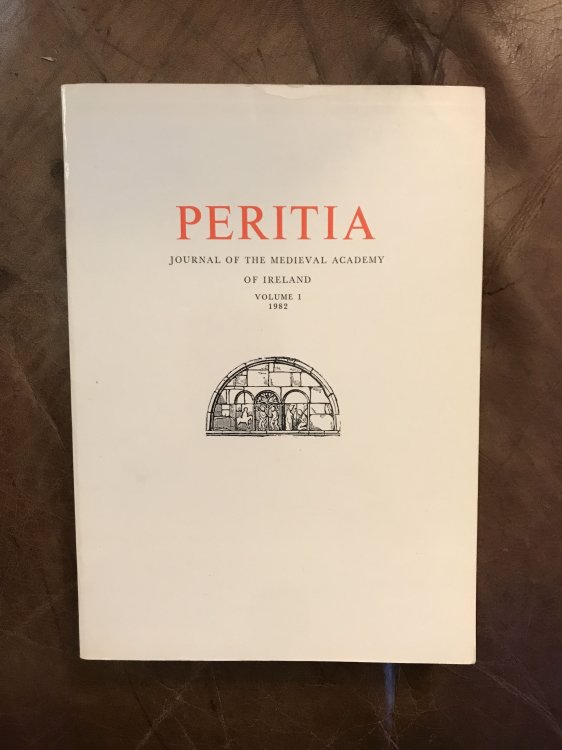 PERITIA
JOURNAL OF THE MEDIEVAL ACADEMY
OF IRELAND
VOLUME 1
1982